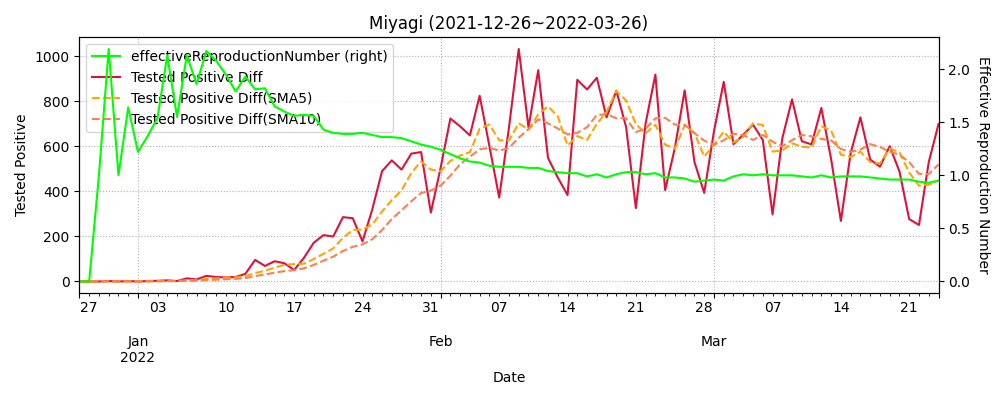 Miyagi (2021-12-26~2022-03-26)
effectiveReproductionNumber (right)
Tested Positive Diff
Tested Positive Diff(SMA5)
Tested Positive Diff(SMA10)
Tested Positive
1000
800
600
400
200
0
Effective Reproduction Number
2.0
1.5
1.0
0.5
0.0
27 03 10 17 24 31 07 14 21 28 07 14 21
Jan Feb Mar
2022
Date